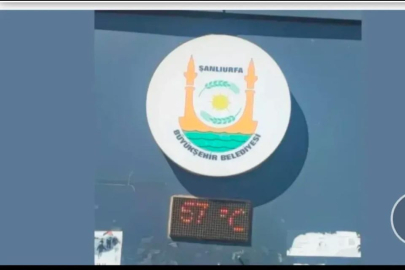 ŞANLIURFA
BÜYÜKŞEHİR BELEDİYESİ
57 °C